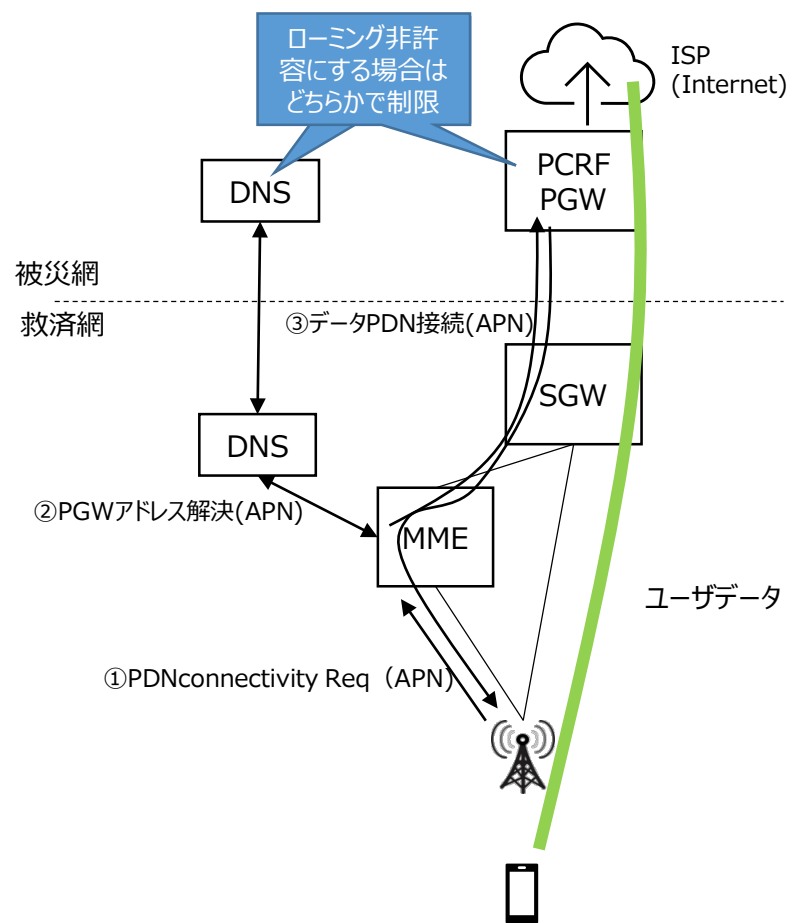 ローミング非許
容にする場合は
どちらかで制限
ISP
(Internet)
DNS
PCRF
PGW
被災網
救済網
③データPDN接続(APN)
SGW
DNS
②PGWアドレス解決(APN)
MME
ユーザデータ
①PDNconnectivity Req（APN）